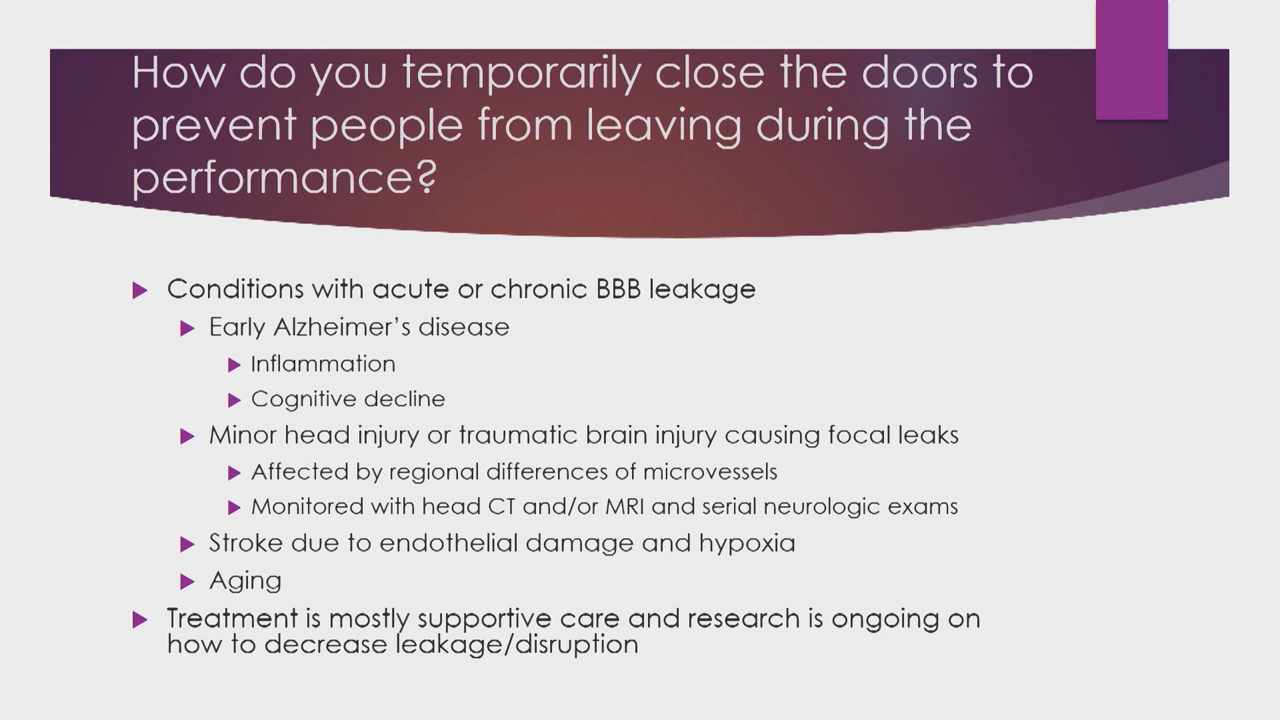 How do you temporarily close the doors to
prevent people from leaving during the
performance?
Conditions with acute or chronic BBB leakage
Early Alzheimer's disease
Inflammation
Cognitive decline
Minor head injury or traumatic brain injury causing focal leaks
Affected by regional differences of microvessels
Monitored with head CT and/or MRI and serial neurologic exams
Stroke due to endothelial damage and hypoxia
Aging
Treatment is mostly supportive care and research is ongoing on
how to decrease leakage/disruption